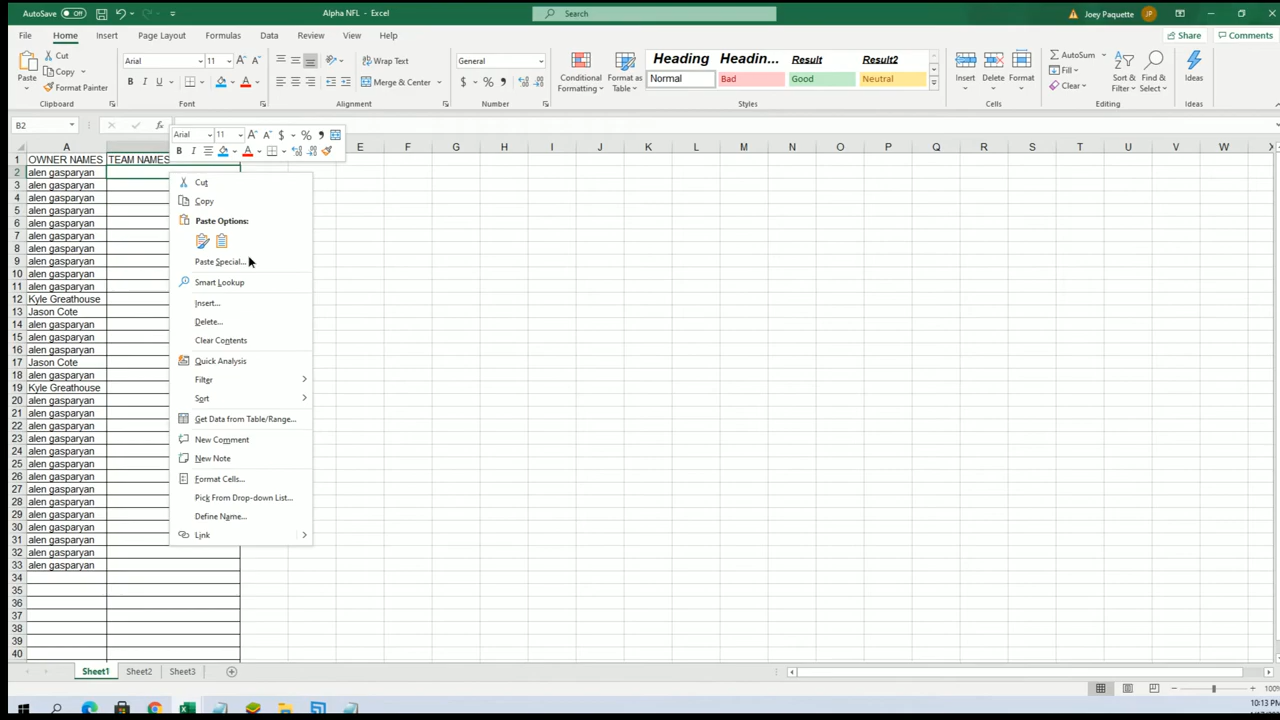 AutoSave Off
Alpha NFL - Excel
Search
Joey Paquette JP
File Home Insert Page Layout Formulas Data Review View Help
Share Comments
Paste
Cut
Copy
Format Painter
Clipboard
Arial 11
B I U
Font
Wrap Text
Merge & Center
Alignment
General
$ % ,
Number
Conditional Formatting
Format as Table
Heading Headin... Result Result2
Normal Bad Good Neutral
Styles
Insert Delete Format
Cells
AutoSum
Fill
Clear
Sort & Filter
Find & Select
Editing
Ideas
Ideas
B2 fx
Arial 11 A A $ % ,
B I A
A E F G H I J K L M N O P Q R S T U V W X
1 OWNER NAMES TEAM NAMES
2 alen gasparyan
3 alen gasparyan
4 alen gasparyan
5 alen gasparyan
6 alen gasparyan
7 alen gasparyan
8 alen gasparyan
9 alen gasparyan
10 alen gasparyan
11 alen gasparyan
12 Kyle Greathouse
13 Jason Cote
14 alen gasparyan
15 alen gasparyan
16 alen gasparyan
17 Jason Cote
18 alen gasparyan
19 Kyle Greathouse
20 alen gasparyan
21 alen gasparyan
22 alen gasparyan
23 alen gasparyan
24 alen gasparyan
25 alen gasparyan
26 alen gasparyan
27 alen gasparyan
28 alen gasparyan
29 alen gasparyan
30 alen gasparyan
31 alen gasparyan
32 alen gasparyan
33 alen gasparyan
34
35
36
37
38
39
40
Cut
Copy
Paste Options:
Paste Special...
Smart Lookup
Insert...
Delete...
Clear Contents
Quick Analysis
Filter
Sort
Get Data from Table/Range...
New Comment
New Note
Format Cells...
Pick From Drop-down List...
Define Name...
Link
Sheet1 Sheet2 Sheet3
100%
10:13 PM